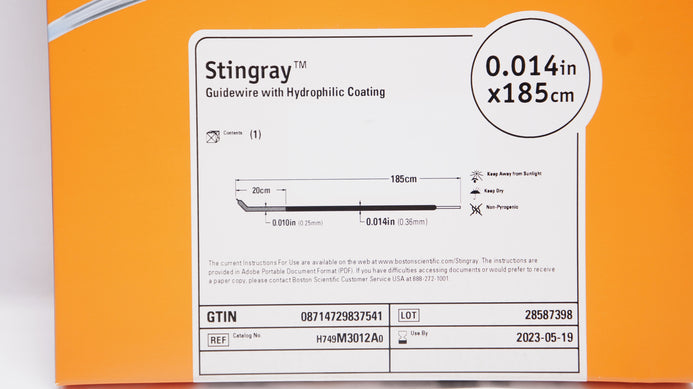 Stingray™
Guidewire with Hydrophilic Coating
0.014in
x185cm
Contents (1)
185cm
20cm
0.010in (0.25mm)
0.014in (0.36mm)
Keep Away from Sunlight
Keep Dry
Non-Pyrogenic
The current Instructions For Use are available on the web at www.bostonscientific.com/Stingray. The instructions are
provided in Adobe Portable Document Format (PDF). If you have difficulties accessing documents or would prefer to receive
a paper copy, please contact Boston Scientific Customer Service USA at 888-272-1001.
GTIN 08714729837541
LOT 28587398
REF Catalog No. H749M3012A0
Use By 2023-05-19